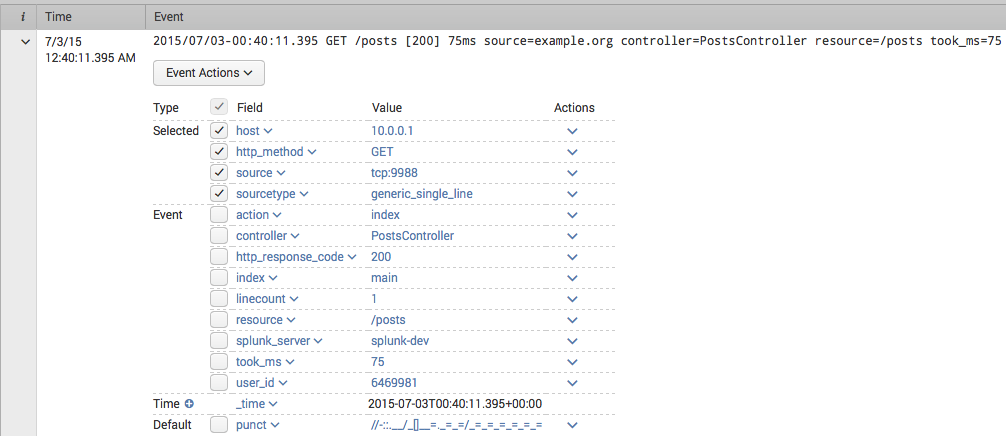 i Time Event
7/3/15 2015/07/03-00:40:11.395 GET /posts [200] 75ms source=example.org controller=PostsController resource=/posts took_ms=75
12:40:11.395 AM
Event Actions
Type Field Value Actions
Selected host 10.0.0.1
http_method GET
source tcp:9988
sourcetype generic_single_line
Event action index
controller PostsController
http_response_code 200
index main
linecount 1
resource /posts
splunk_server splunk-dev
took_ms 75
user_id 6469981
Time _time 2015-07-03T00:40:11.395+00:00
Default punct //-::.__/_[]__=._=_=/_=_=_=_=_=_=